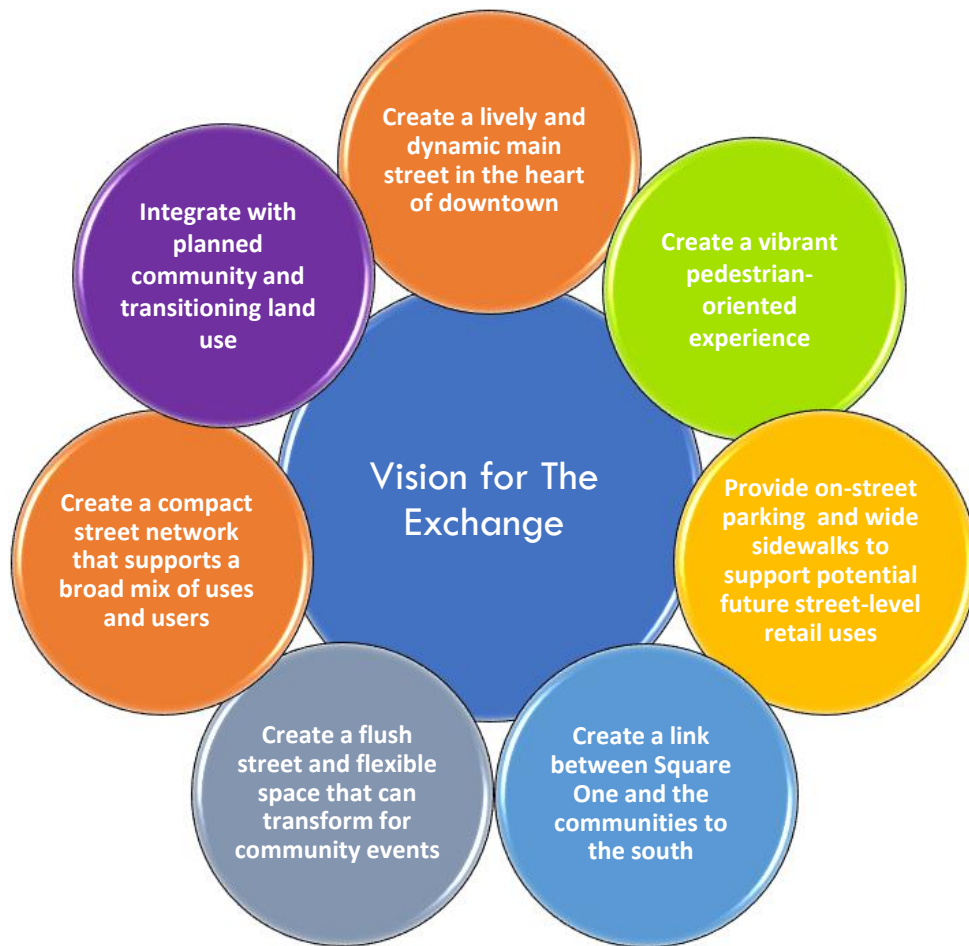 Create a lively and
dynamic main
street in the heart
of downtown
Create a vibrant
pedestrian-
oriented
experience
Provide on-street
parking and wide
sidewalks to
support potential
future street-level
retail uses
Create a link
between Square
One and the
communities to
the south
Create a flush
street and flexible
space that can
transform for
community events
Create a compact
street network
that supports a
broad mix of uses
and users
Integrate with
planned
community and
transitioning land
use
Vision for The
Exchange